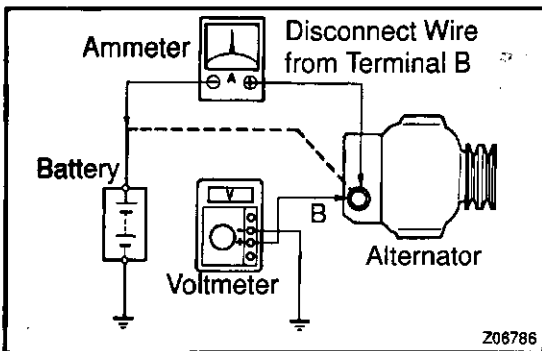 Ammeter
Disconnect Wire
from Terminal B
A
Battery
V
B
Voltmeter
Alternator
Z06786